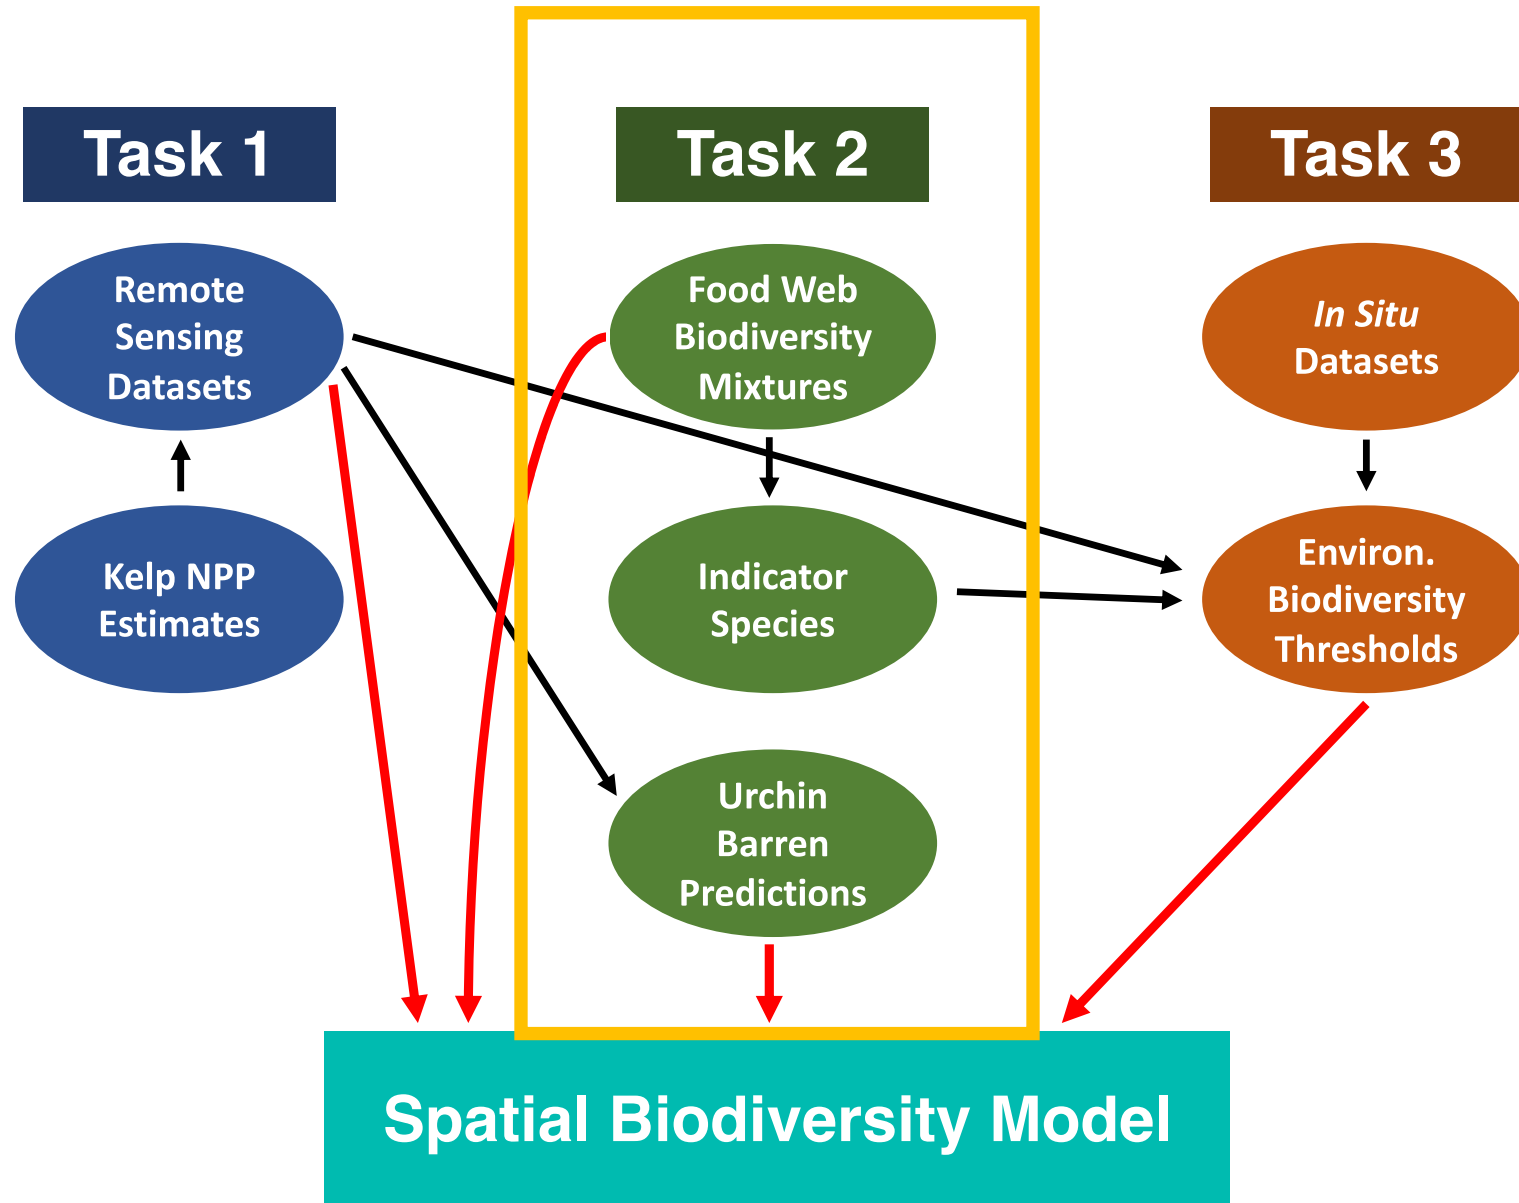 Task 1
Task 2
Task 3
Remote
Sensing
Datasets
Food Web
Biodiversity
Mixtures
In Situ
Datasets
Kelp NPP
Estimates
Indicator
Species
Environ.
Biodiversity
Thresholds
Urchin
Barren
Predictions
Spatial Biodiversity Model